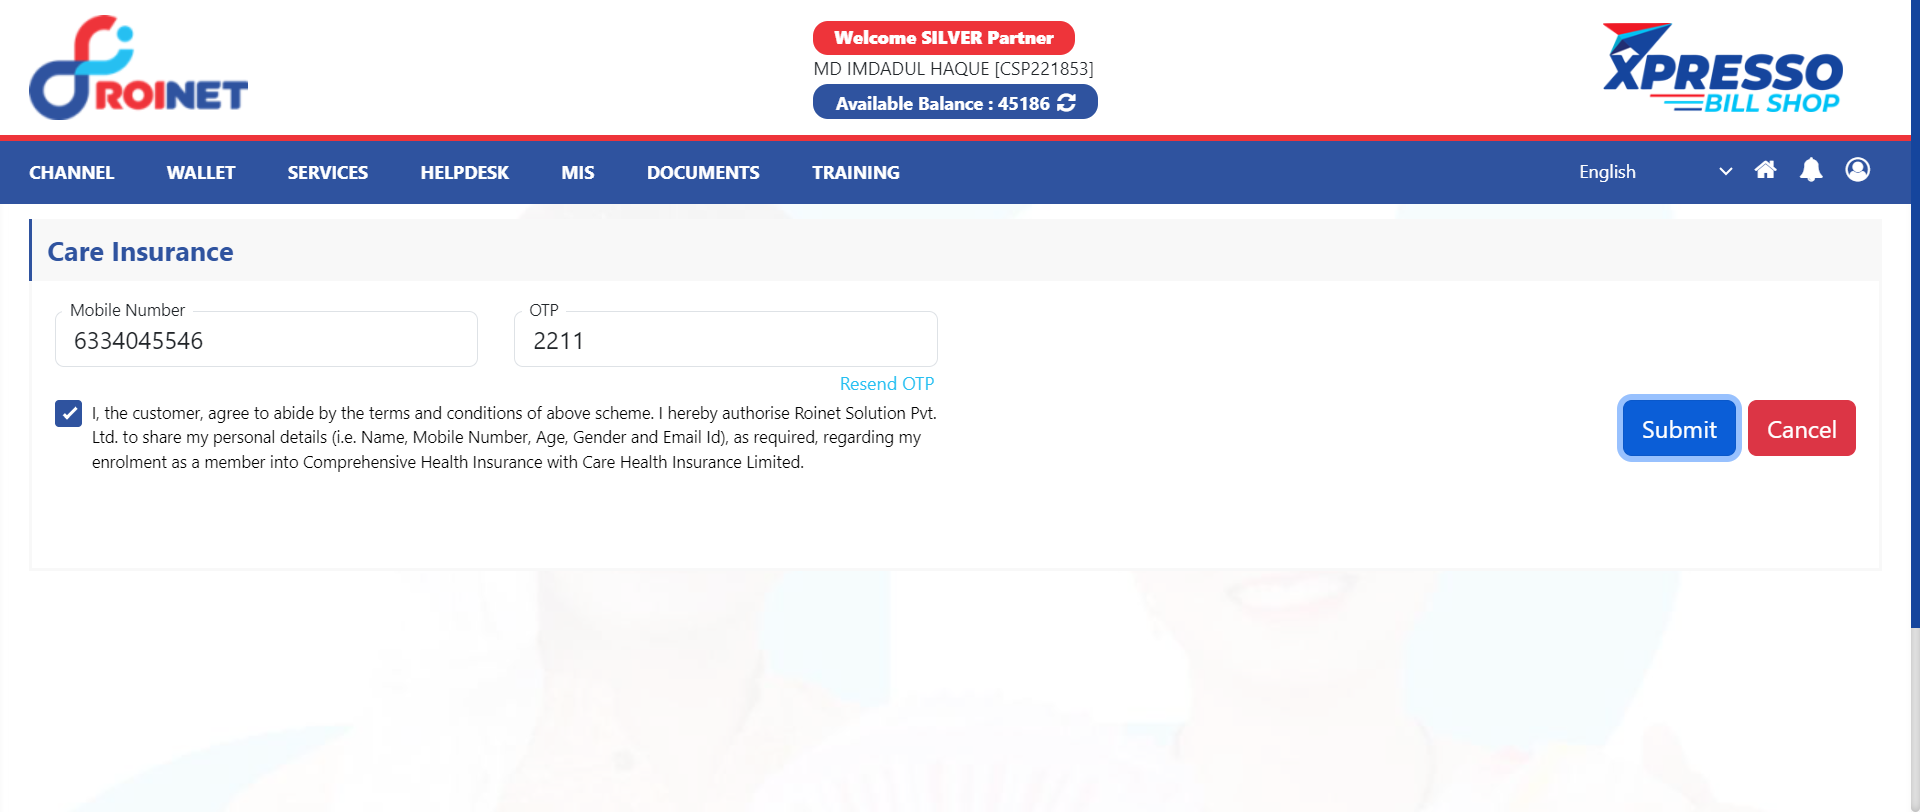 ROINET
Welcome SILVER Partner
MD IMDADUL HAQUE [CSP221853]
Available Balance : 45186
XPRESSO
BILL SHOP
CHANNEL WALLET SERVICES HELPDESK MIS DOCUMENTS TRAINING English
Care Insurance
Mobile Number OTP
6334045546 2211
Resend OTP
I, the customer, agree to abide by the terms and conditions of above scheme. I hereby authorise Roinet Solution Pvt.
Ltd. to share my personal details (i.e. Name, Mobile Number, Age, Gender and Email Id), as required, regarding my
enrolment as a member into Comprehensive Health Insurance with Care Health Insurance Limited.
Submit Cancel